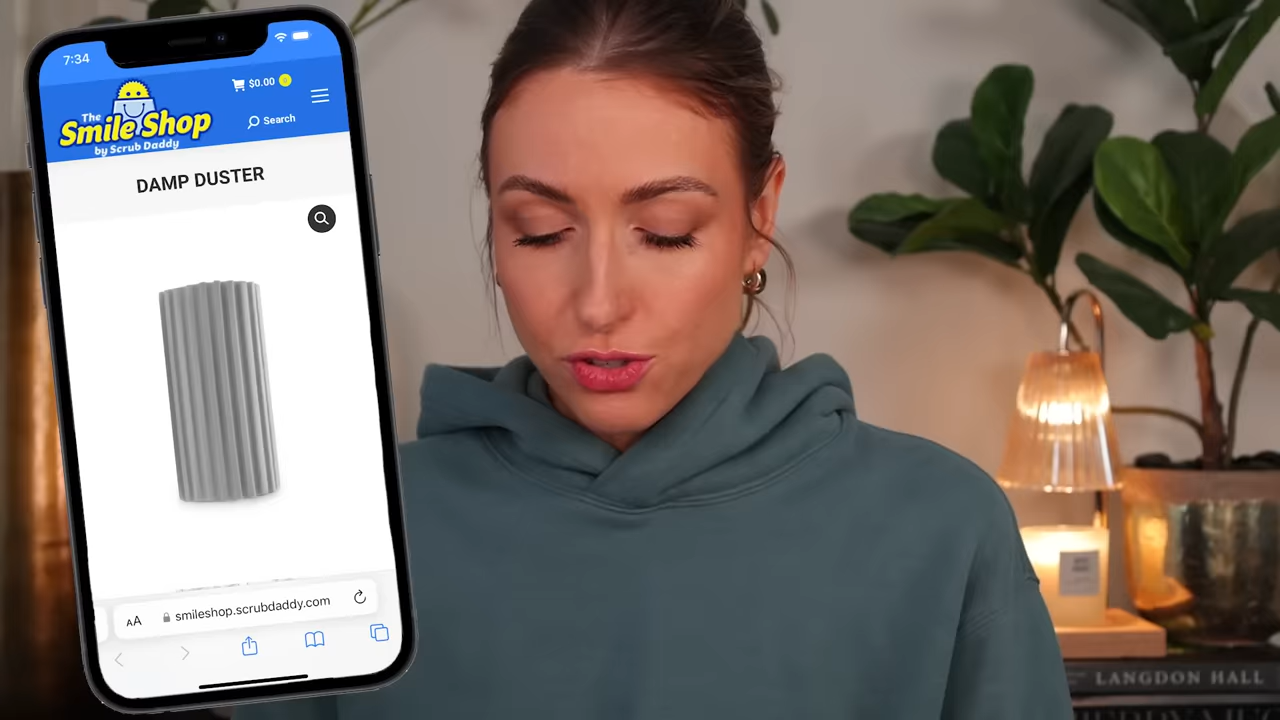 7:34
$0.00
The
Smile Shop
by Scrub Daddy
Search
DAMP DUSTER
AA
smileshop.scrubdaddy.com
LANGDON HALL